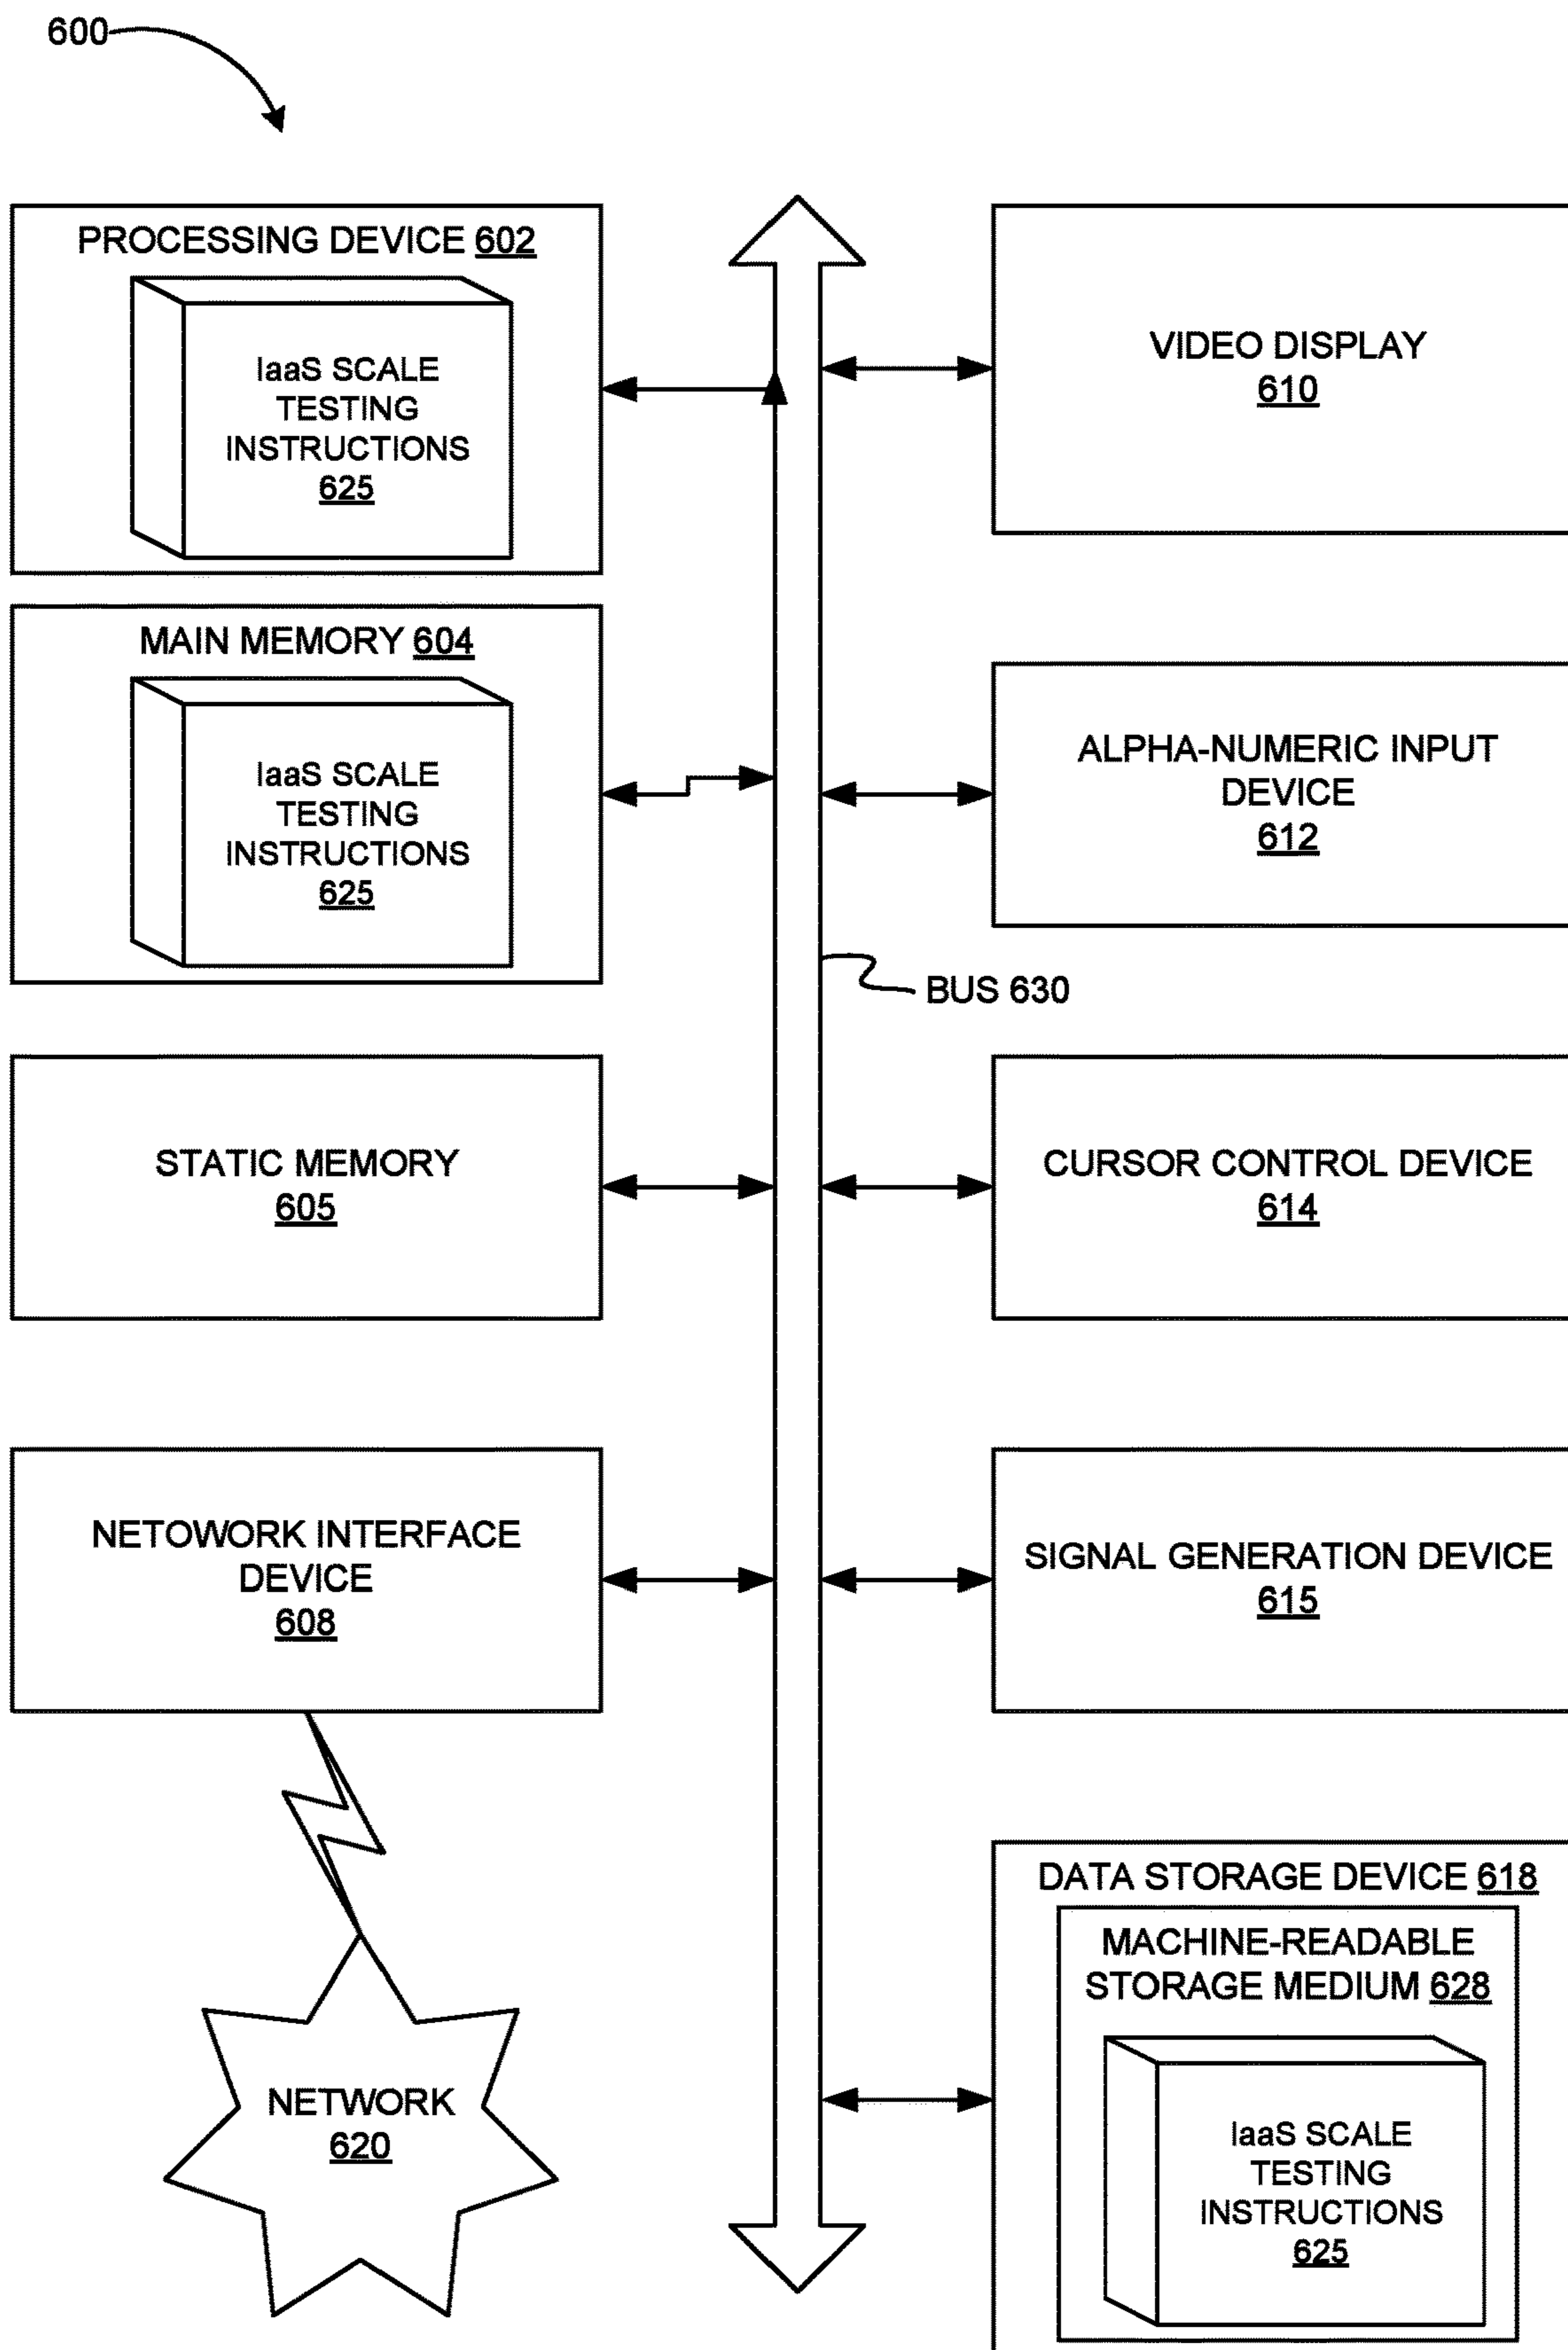 600
PROCESSING DEVICE 602
IaaS SCALE
TESTING
INSTRUCTIONS
625
MAIN MEMORY 604
IaaS SCALE
TESTING
INSTRUCTIONS
625
STATIC MEMORY
605
NETOWORK INTERFACE
DEVICE
608
NETWORK
620
BUS 630
VIDEO DISPLAY
610
ALPHA-NUMERIC INPUT
DEVICE
612
CURSOR CONTROL DEVICE
614
SIGNAL GENERATION DEVICE
615
DATA STORAGE DEVICE 618
MACHINE-READABLE
STORAGE MEDIUM 628
IaaS SCALE
TESTING
INSTRUCTIONS
625